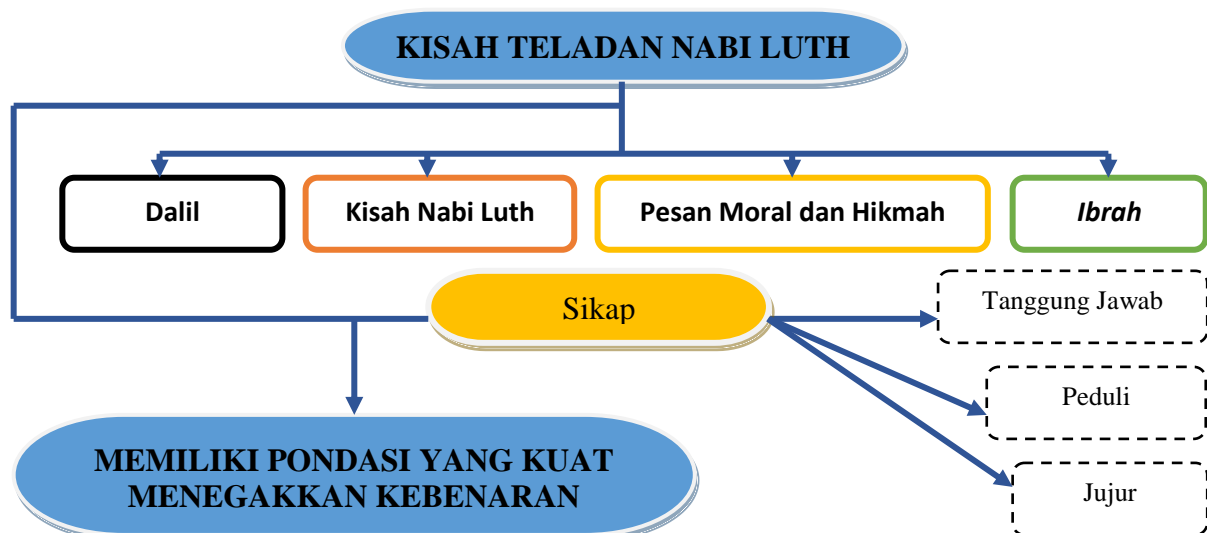 KISAH TELADAN NABI LUTH
Dalil
Kisah Nabi Luth
Pesan Moral dan Hikmah
Ibrah
Sikap
Tanggung Jawab
Peduli
Jujur
MEMILIKI PONDASI YANG KUAT
MENEGAKKAN KEBENARAN